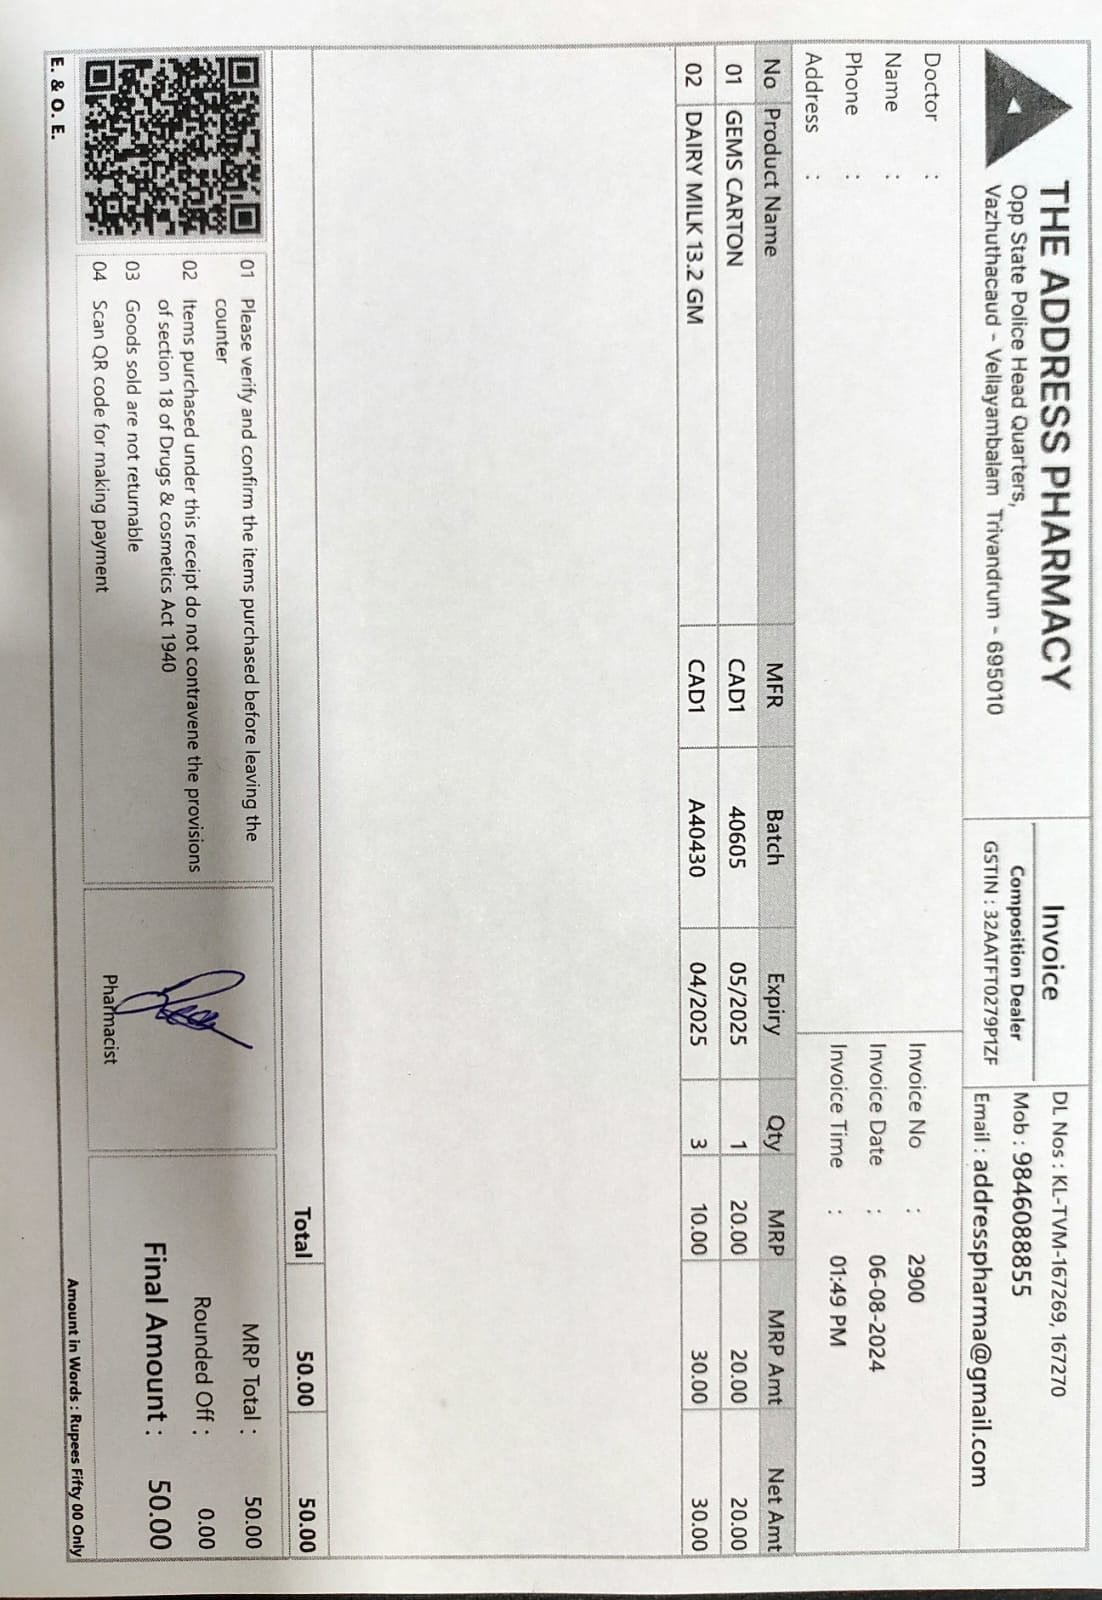 THE ADDRESS PHARMACY
Opp State Police Head Quarters,
Vazhuthacaud - Vellayambalam Trivandrum - 695010
Invoice
Composition Dealer
GSTIN : 32AATFT0279P1ZF
DL Nos : KL-TVM-167269, 167270
Mob : 9846088855
Email : addresspharma@gmail.com
Doctor :
Name :
Phone :
Address :
Invoice No : 2900
Invoice Date : 06-08-2024
Invoice Time : 01:49 PM
No Product Name MFR Batch Expiry Qty MRP MRP Amt Net Amt
01 GEMS CARTON CAD1 40605 05/2025 1 20.00 20.00 20.00
02 DAIRY MILK 13.2 GM CAD1 A40430 04/2025 3 10.00 30.00 30.00
Total 50.00 50.00
01 Please verify and confirm the items purchased before leaving the
counter
02 Items purchased under this receipt do not contravene the provisions
of section 18 of Drugs & cosmetics Act 1940
03 Goods sold are not returnable
04 Scan QR code for making payment
Pharmacist
MRP Total : 50.00
Rounded Off : 0.00
Final Amount : 50.00
Amount in Words : Rupees Fifty 00 Only
E. & O. E.